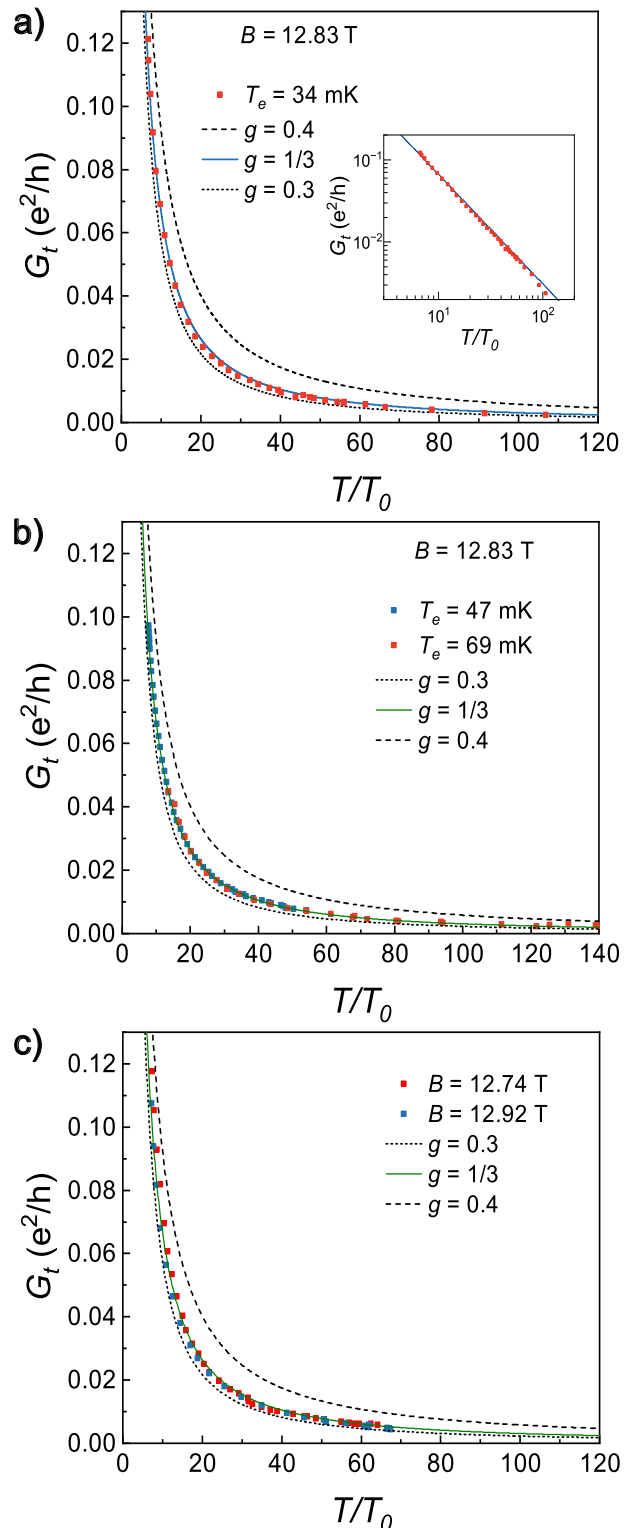 a)
B = 12.83 T
T_e = 34 mK
g = 0.4
g = 1/3
g = 0.3
G_t (e²/h)
0.12
0.10
0.08
0.06
0.04
0.02
0.00
0 20 40 60 80 100 120
T/T_0
G_t (e²/h)
10⁻¹
10⁻²
10¹ 10²
T/T_0
b)
B = 12.83 T
T_e = 47 mK
T_e = 69 mK
g = 0.3
g = 1/3
g = 0.4
G_t (e²/h)
0.12
0.10
0.08
0.06
0.04
0.02
0.00
0 20 40 60 80 100 120 140
T/T_0
c)
B = 12.74 T
B = 12.92 T
g = 0.3
g = 1/3
g = 0.4
G_t (e²/h)
0.12
0.10
0.08
0.06
0.04
0.02
0.00
0 20 40 60 80 100 120
T/T_0